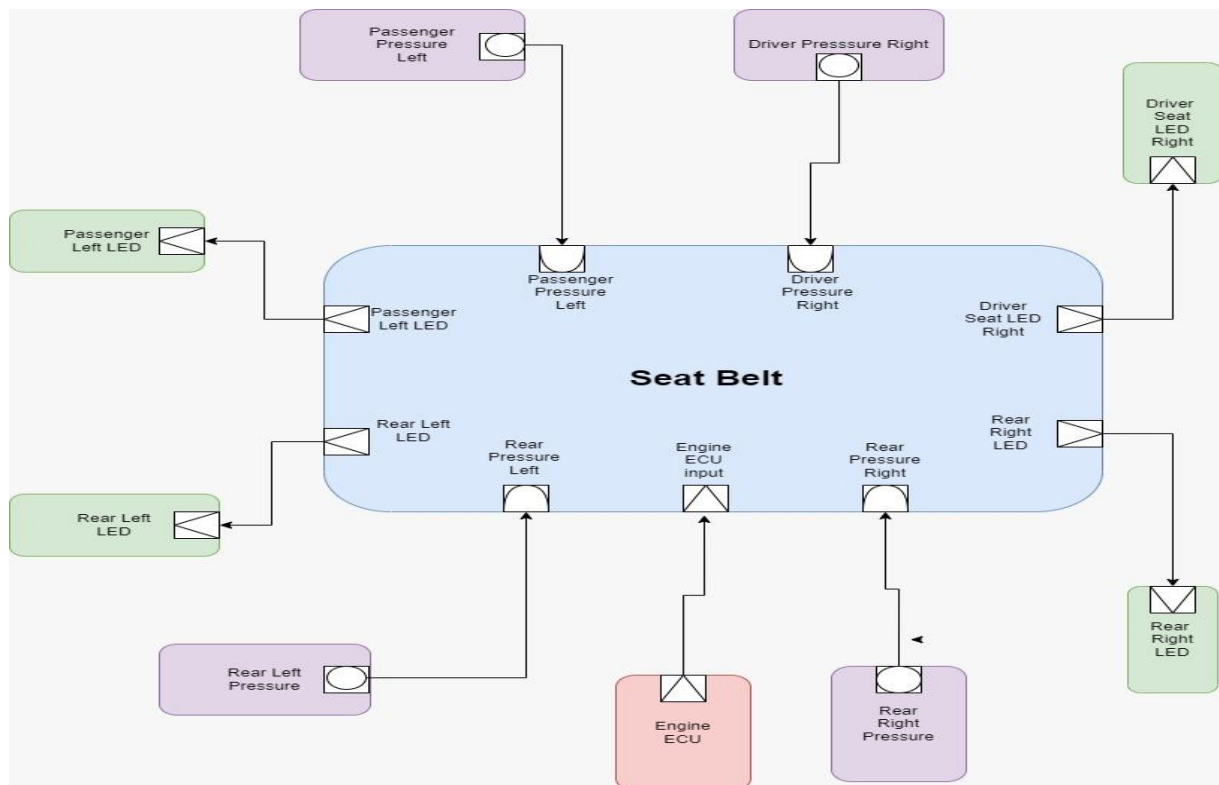 Passenger
Pressure
Left
Driver Presssure Right
Driver
Seat
LED
Right
Passenger
Left LED
Passenger
Pressure
Left
Driver
Pressure
Right
Passenger
Left LED
Driver
Seat LED
Right
Seat Belt
Rear Left
LED
Rear
Pressure
Left
Engine
ECU
input
Rear
Pressure
Right
Rear
Right
LED
Rear Left
LED
Rear
Right
LED
Rear Left
Pressure
Engine
ECU
Rear
Right
Pressure